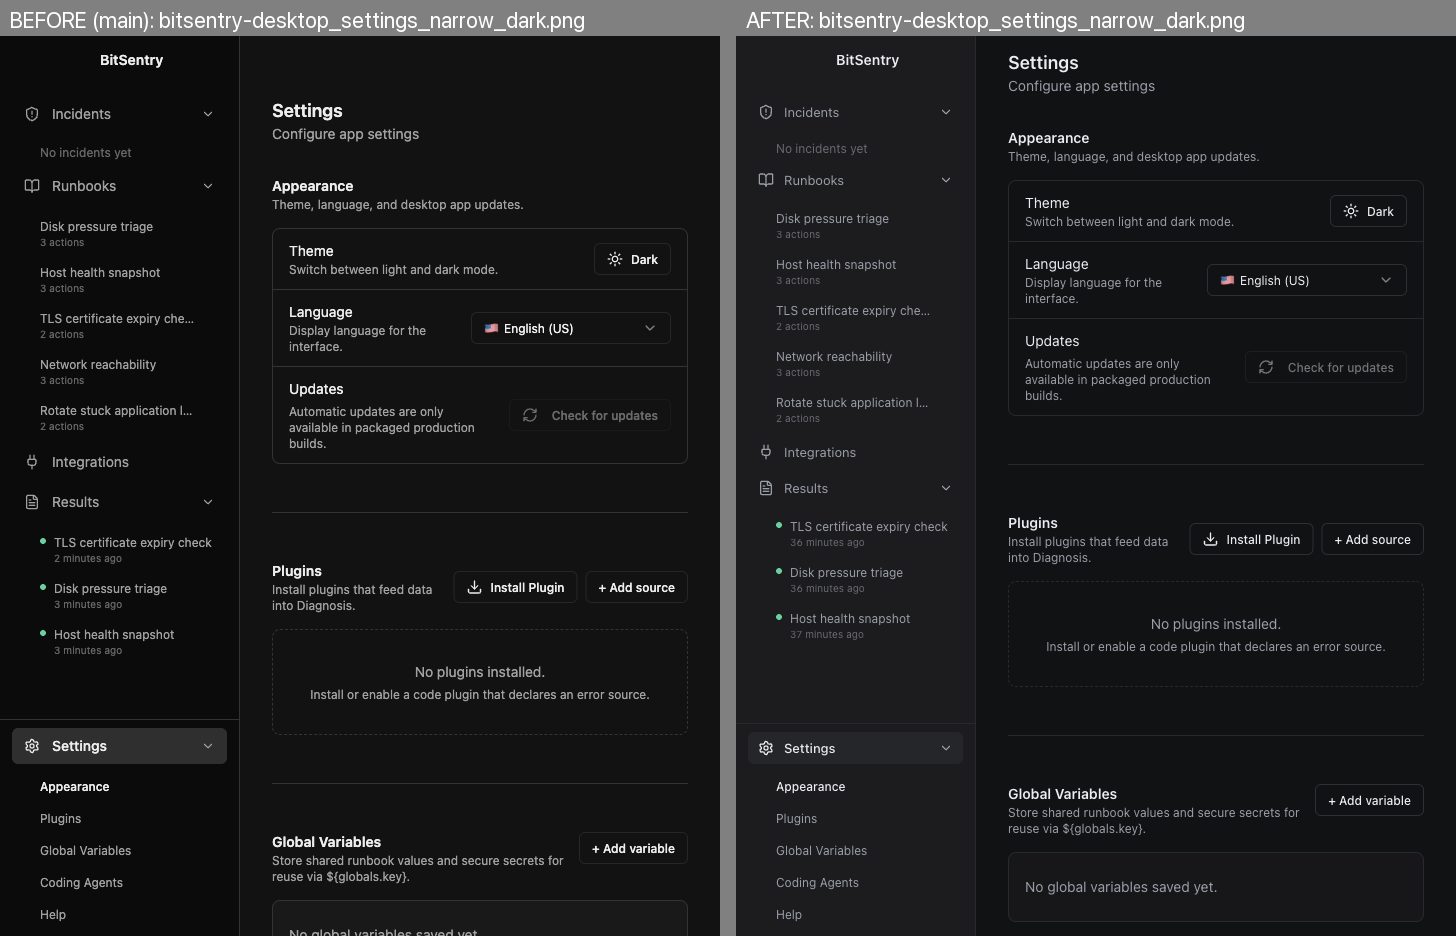 BEFORE (main): bitsentry-desktop_settings_narrow_dark.png
BitSentry
Incidents
No incidents yet
Runbooks
Disk pressure triage
3 actions
Host health snapshot
3 actions
TLS certificate expiry che...
2 actions
Network reachability
3 actions
Rotate stuck application l...
2 actions
Integrations
Results
TLS certificate expiry check
2 minutes ago
Disk pressure triage
3 minutes ago
Host health snapshot
3 minutes ago
Settings
Appearance
Plugins
Global Variables
Coding Agents
Help
Settings
Configure app settings
Appearance
Theme, language, and desktop app updates.
Theme
Switch between light and dark mode.
Dark
Language
Display language for the
interface.
English (US)
Updates
Automatic updates are only
available in packaged production
builds.
Check for updates
Plugins
Install plugins that feed data
into Diagnosis.
Install Plugin
+ Add source
No plugins installed.
Install or enable a code plugin that declares an error source.
Global Variables
Store shared runbook values and secure secrets for
reuse via ${globals.key}.
+ Add variable
No global variables saved yet.
AFTER: bitsentry-desktop_settings_narrow_dark.png
BitSentry
Incidents
No incidents yet
Runbooks
Disk pressure triage
3 actions
Host health snapshot
3 actions
TLS certificate expiry che...
2 actions
Network reachability
3 actions
Rotate stuck application l...
2 actions
Integrations
Results
TLS certificate expiry check
36 minutes ago
Disk pressure triage
36 minutes ago
Host health snapshot
37 minutes ago
Settings
Appearance
Plugins
Global Variables
Coding Agents
Help
Settings
Configure app settings
Appearance
Theme, language, and desktop app updates.
Theme
Switch between light and dark mode.
Dark
Language
Display language for the
interface.
English (US)
Updates
Automatic updates are only
available in packaged production
builds.
Check for updates
Plugins
Install plugins that feed data
into Diagnosis.
Install Plugin
+ Add source
No plugins installed.
Install or enable a code plugin that declares an error source.
Global Variables
Store shared runbook values and secure secrets for
reuse via ${globals.key}.
+ Add variable
No global variables saved yet.